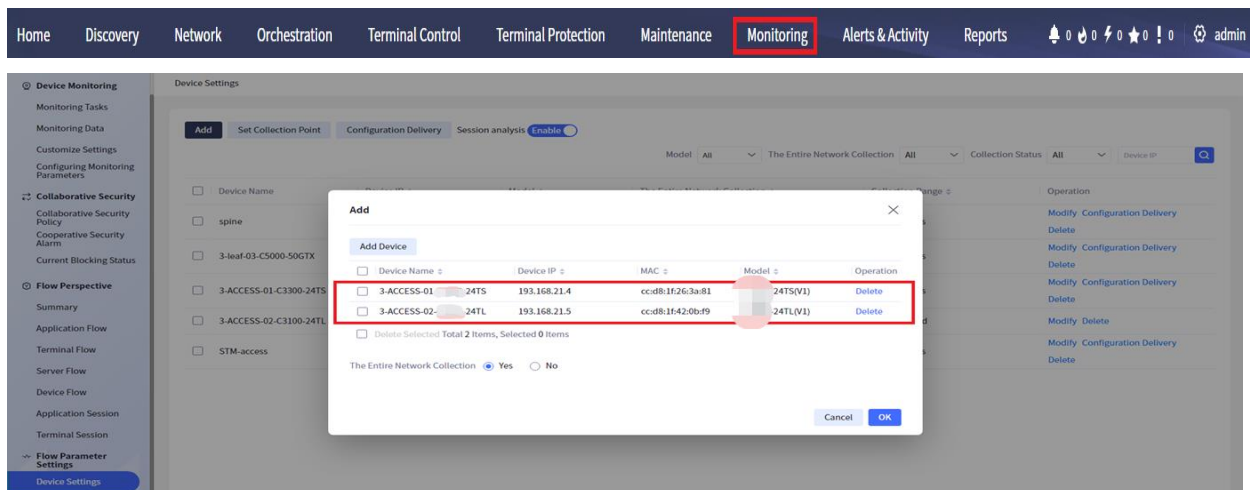 Home Discovery Network Orchestration Terminal Control Terminal Protection Maintenance Monitoring Alerts & Activity Reports 0 0 0 0 0 admin
Device Monitoring
Monitoring Tasks
Monitoring Data
Customize Settings
Configuring Monitoring
Parameters
Collaborative Security
Collaborative Security
Policy
Cooperative Security
Alarm
Current Blocking Status
Flow Perspective
Summary
Application Flow
Terminal Flow
Server Flow
Device Flow
Application Session
Terminal Session
Flow Parameter
Settings
Device Settings
Device Settings
Add Set Collection Point Configuration Delivery Session analysis Enable
Model All The Entire Network Collection All Collection Status All Device IP
Device Name Operation
spine Modify Configuration Delivery
Delete
3-leaf-03-C5000-50GTX Modify Configuration Delivery
Delete
3-ACCESS-01-C3300-24TS Modify Configuration Delivery
Delete
3-ACCESS-02-C3100-24TL Modify Delete
STM-access Modify Configuration Delivery
Delete
Add
Add Device
Device Name Device IP MAC Model Operation
3-ACCESS-01 24TS 193.168.21.4 cc:d8:1f:26:3a:81 24TS(V1) Delete
3-ACCESS-02- 24TL 193.168.21.5 cc:d8:1f:42:0b:f9 24TL(V1) Delete
Delete Selected Total 2 Items, Selected 0 Items
The Entire Network Collection Yes No
Cancel OK